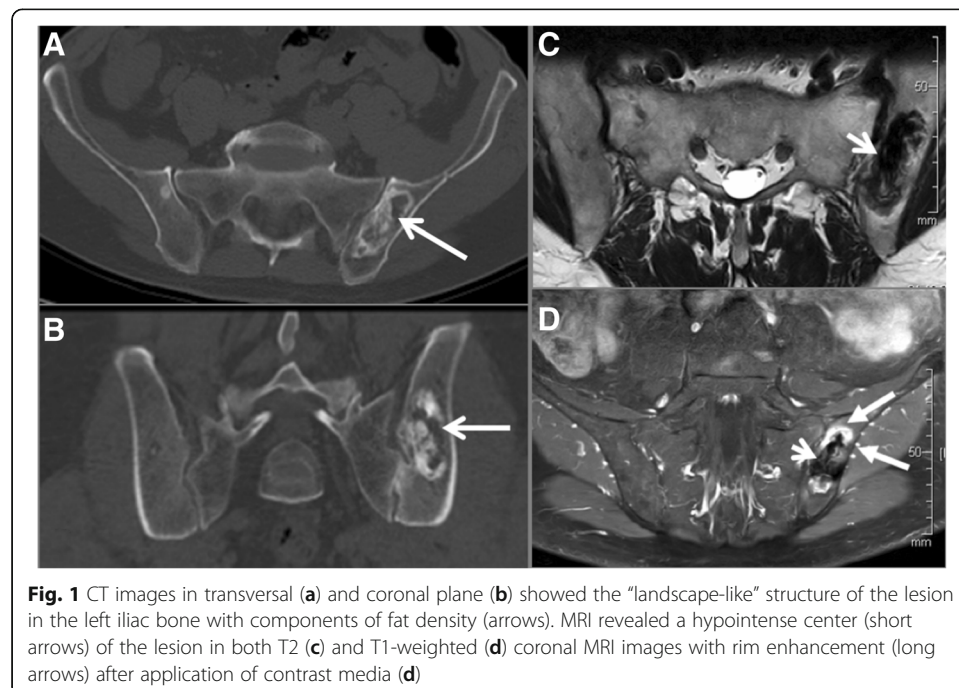 A
C
50
mm
B
D
50
[I
mm
Fig. 1 CT images in transversal (a) and coronal plane (b) showed the “landscape-like” structure of the lesion
in the left iliac bone with components of fat density (arrows). MRI revealed a hypointense center (short
arrows) of the lesion in both T2 (c) and T1-weighted (d) coronal MRI images with rim enhancement (long
arrows) after application of contrast media (d)